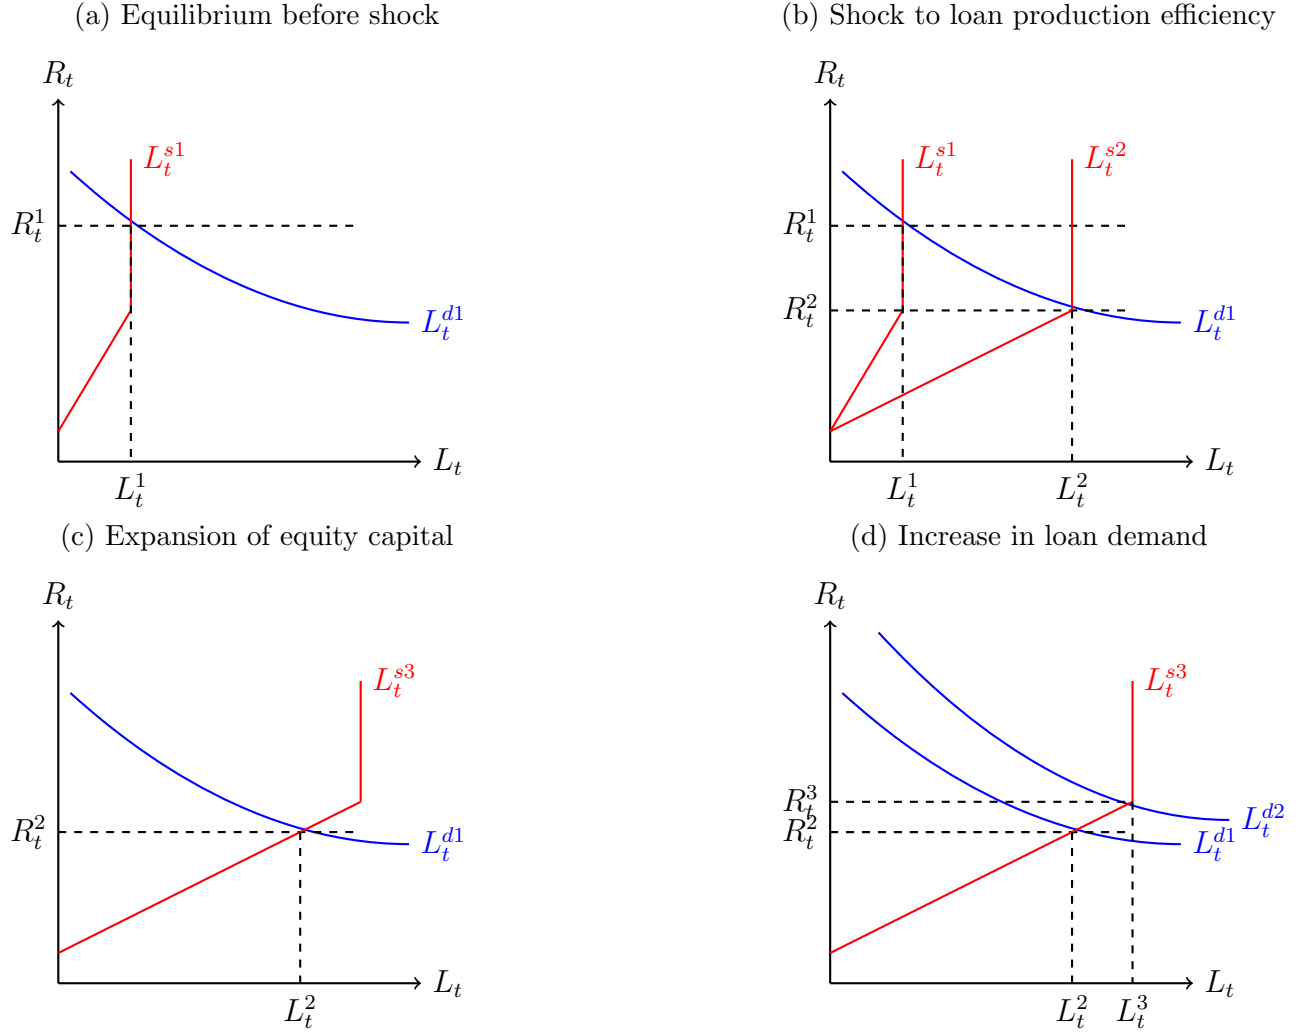 (a) Equilibrium before shock
(b) Shock to loan production efficiency
R_t
L_t^{s1}
R_t^1
L_t^{d1}
L_t
L_t^1
R_t
L_t^{s1}
L_t^{s2}
R_t^1
R_t^2
L_t^{d1}
L_t
L_t^1
L_t^2
(c) Expansion of equity capital
(d) Increase in loan demand
R_t
L_t^{s3}
R_t^2
L_t^{d1}
L_t
L_t^2
R_t
L_t^{s3}
R_t^3
R_t^2
L_t^{d2}
L_t^{d1}
L_t
L_t^2
L_t^3